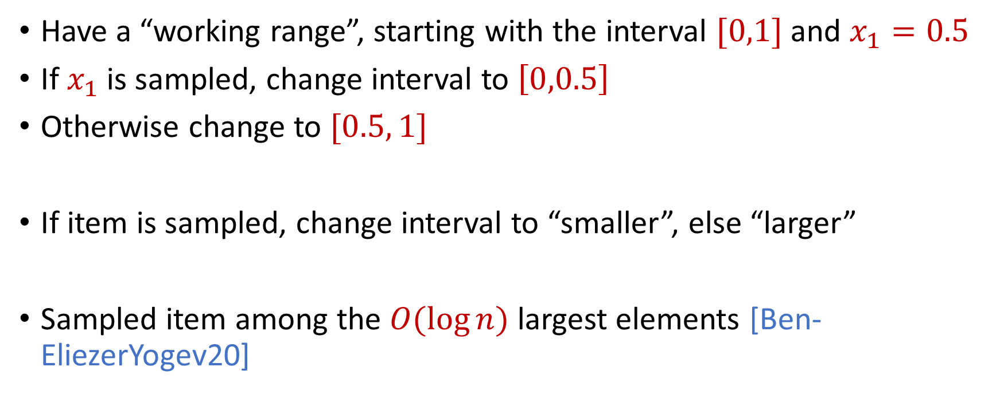 • Have a “working range”, starting with the interval [0,1] and x₁ = 0.5
• If x₁ is sampled, change interval to [0,0.5]
• Otherwise change to [0.5, 1]
• If item is sampled, change interval to “smaller”, else “larger”
• Sampled item among the O(log n) largest elements [Ben-
EliezerYogev20]